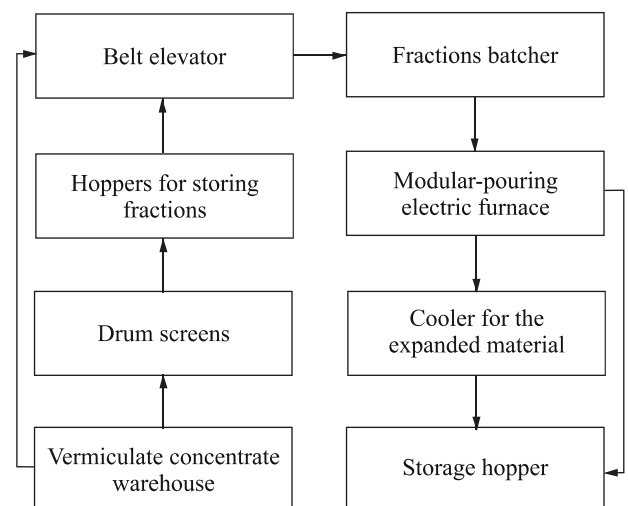 Belt elevator
Fractions batcher
Hoppers for storing
fractions
Modular-pouring
electric furnace
Drum screens
Cooler for the
expanded material
Vermiculate concentrate
warehouse
Storage hopper